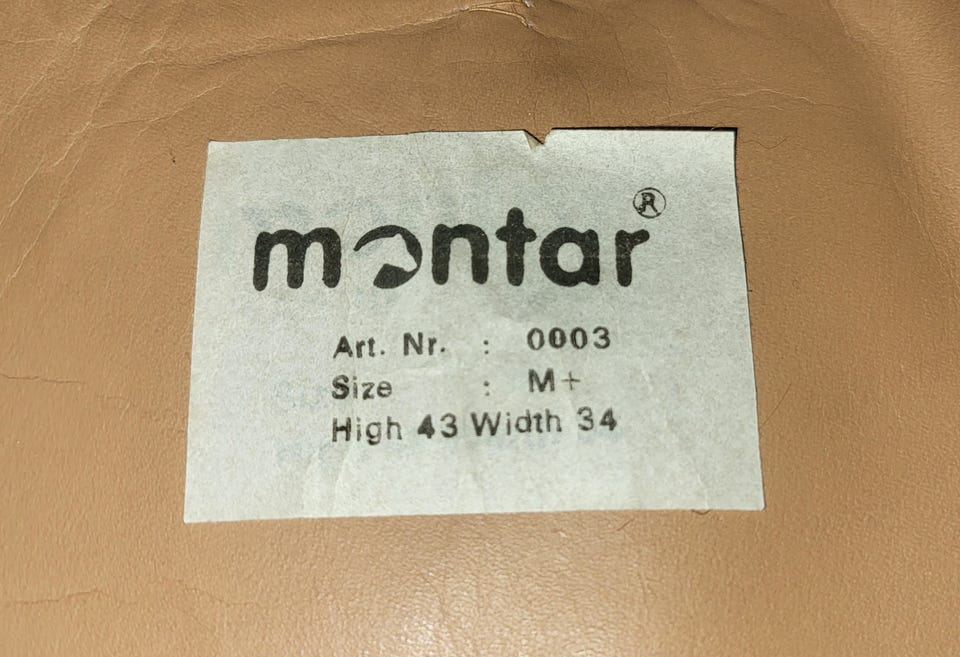 montar®
Art. Nr. : 0003
Size : M+
High 43 Width 34